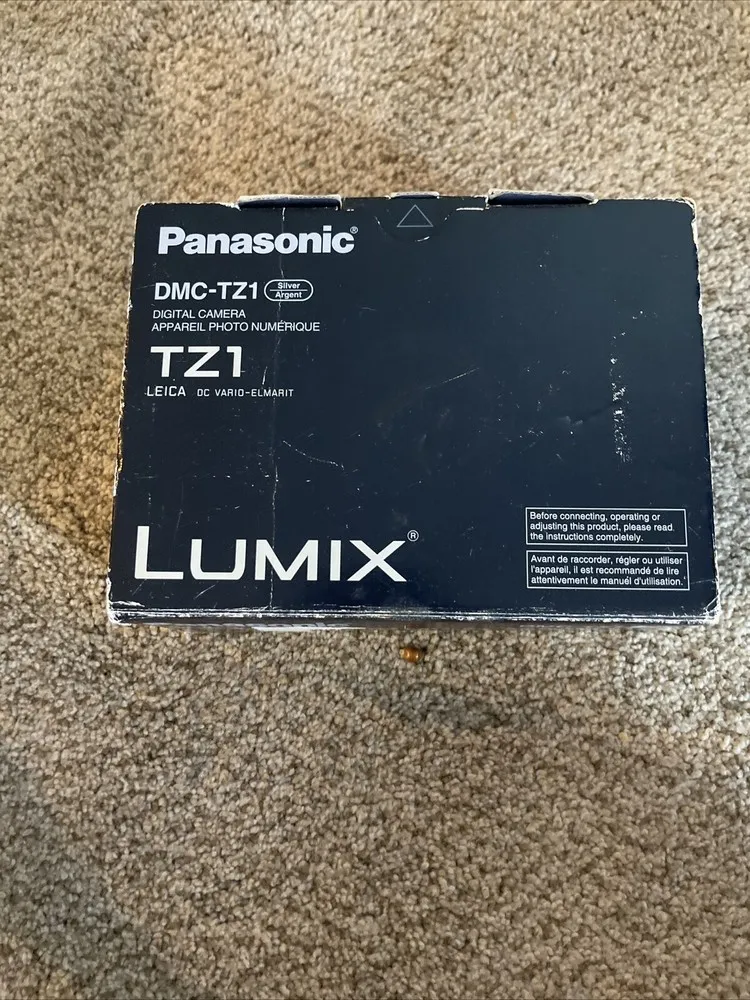 Panasonic®
DMC-TZ1 Silver
Argent
DIGITAL CAMERA
APPAREIL PHOTO NUMÉRIQUE
TZ1
LEICA DC VARIO-ELMARIT
LUMIX®
Before connecting, operating or
adjusting this product, please read
the instructions completely.
Avant de raccorder, régler ou utiliser
l'appareil, il est recommandé de lire
attentivement le manuel d'utilisation.